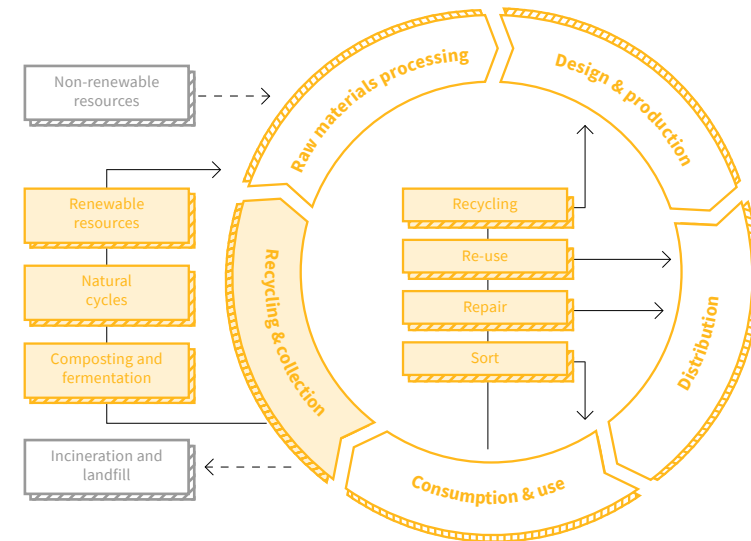 Non-renewable
resources
Raw materials processing
Design & production
Renewable
resources
Recycling
Re-use
Natural
cycles
Repair
Recycling & collection
Distribution
Composting and
fermentation
Sort
Incineration and
landfill
Consumption & use